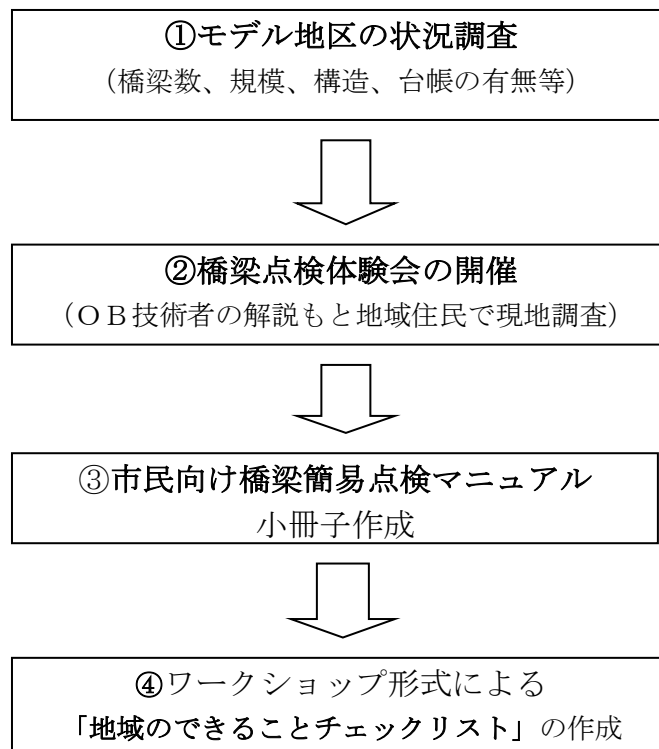 ①モデル地区の状況調査
（橋梁数、規模、構造、台帳の有無等）
②橋梁点検体験会の開催
（ＯＢ技術者の解説もと地域住民で現地調査）
③市民向け橋梁簡易点検マニュアル
小冊子作成
④ワークショップ形式による
「地域のできることチェックリスト」の作成